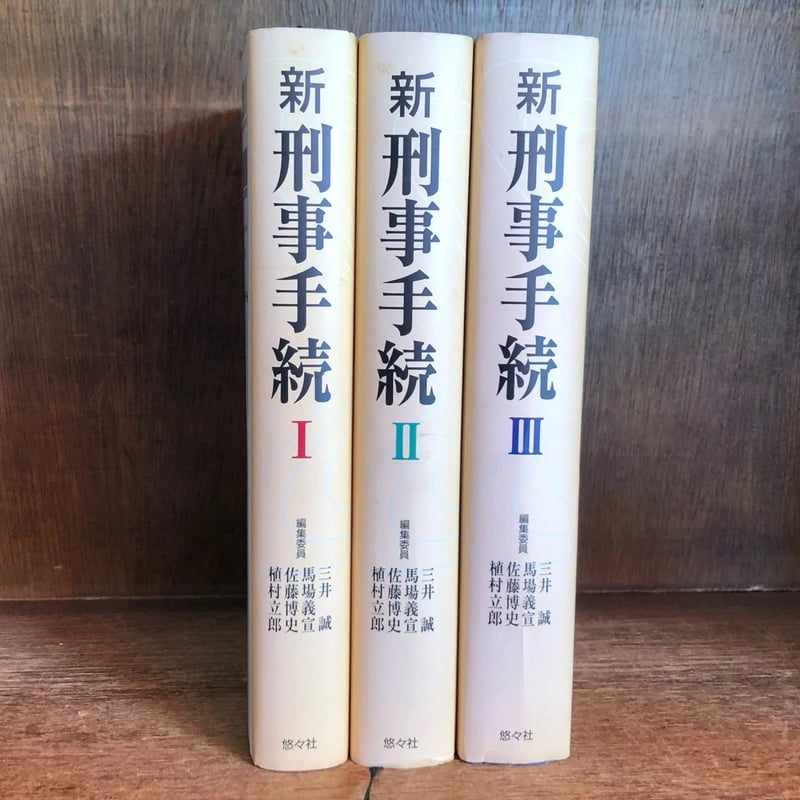 新 刑事手続 I
編集委員
三井 誠
馬場義宣
佐藤博史
植村立郎
悠々社
新 刑事手続 II
編集委員
三井 誠
馬場義宣
佐藤博史
植村立郎
悠々社
新 刑事手続 III
編集委員
三井 誠
馬場義宣
佐藤博史
植村立郎
悠々社